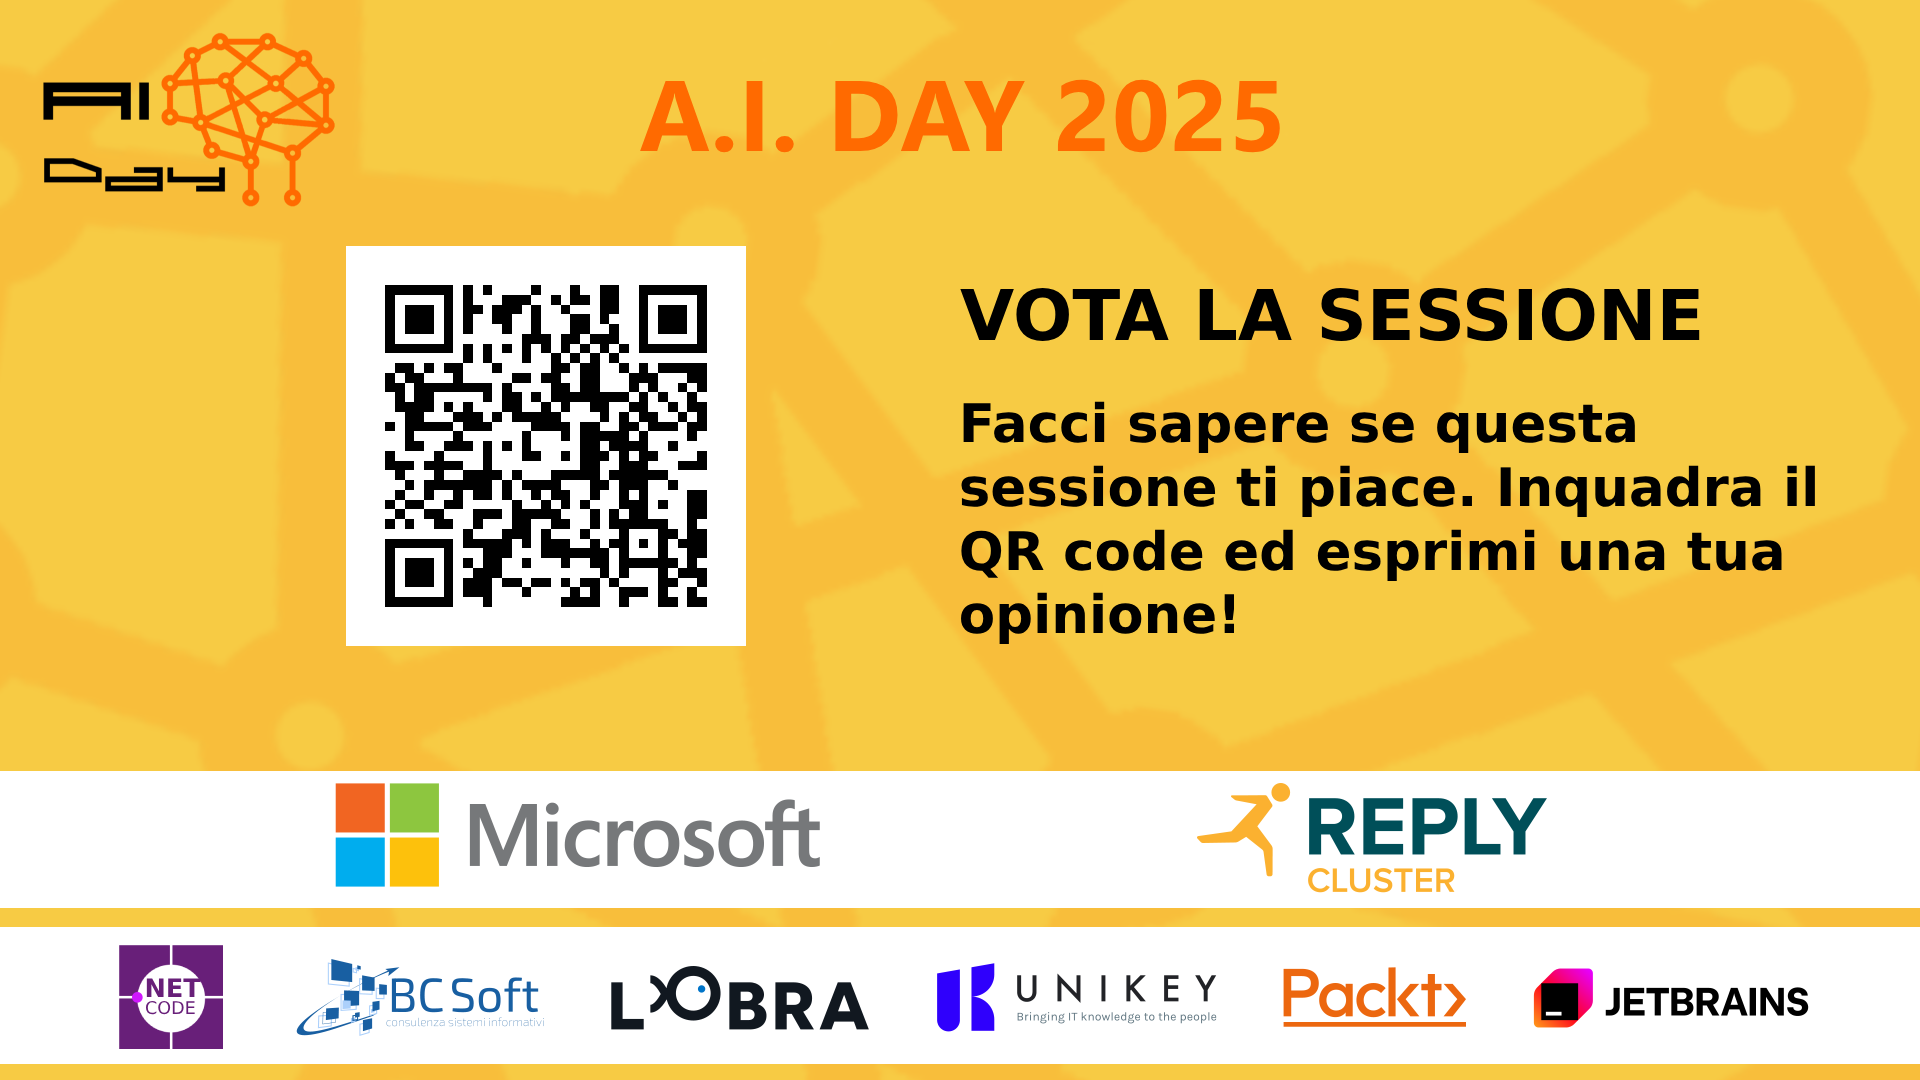 AI
Day
A.I. DAY 2025
VOTA LA SESSIONE
Facci sapere se questa
sessione ti piace. Inquadra il
QR code ed esprimi una tua
opinione!
Microsoft
REPLY
CLUSTER
NET
CODE
BCSoft
consulenza sistemi informativi
LOBRA
UNIKEY
Bringing IT knowledge to the people
Packt>
JETBRAINS